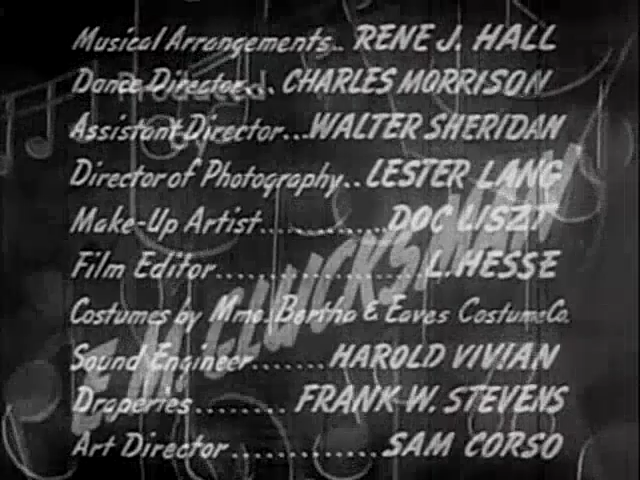 Musical Arrangements.. RENE J. HALL
Dance Director... CHARLES MORRISON
Assistant Director...WALTER SHERIDAN
Director of Photography..LESTER LANG
Make-Up Artist.............DOC LISZT
Film Editor...................L. HESSE
Costumes by Mme. Bertha & Eaves Costume Co.
Sound Engineer.......HAROLD VIVIAN
Draperies........ FRANK W. STEVENS
Art Director.............SAM CORSO
Produced
by
E. M. GLUCKSMAN